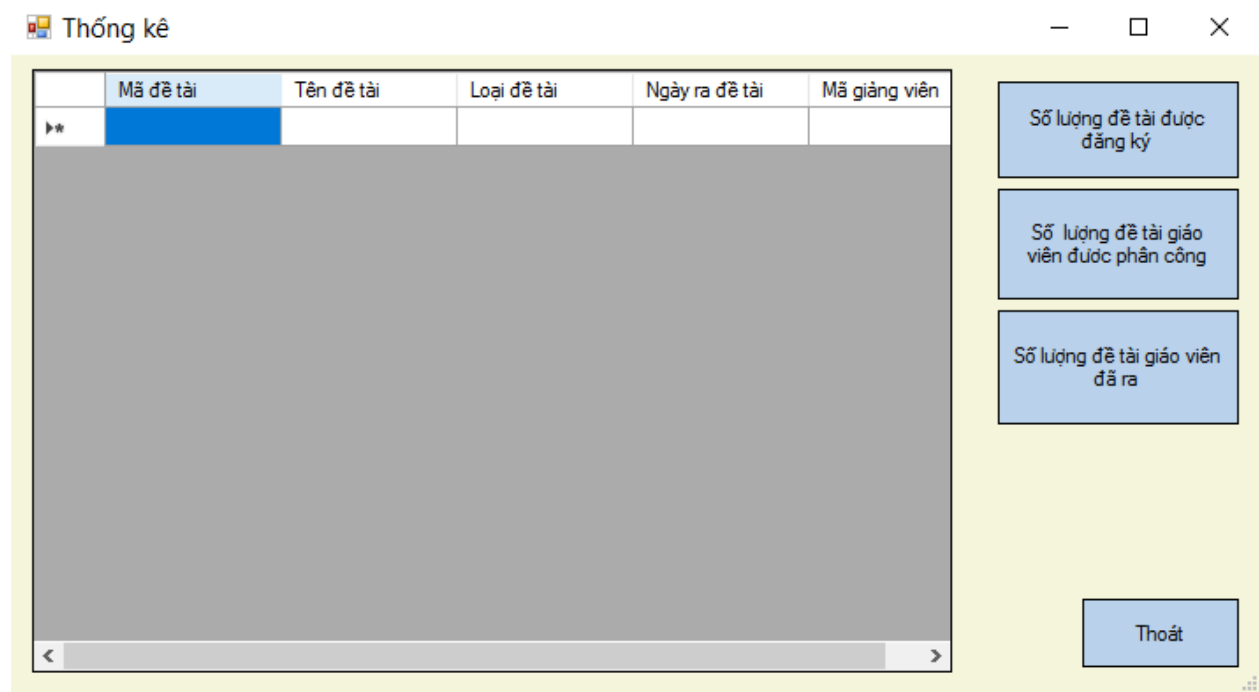 Thống kê
Mã đề tài Tên đề tài Loại đề tài Ngày ra đề tài Mã giảng viên
Số lượng đề tài được
đăng ký
Số lượng đề tài giáo
viên đươc phân công
Số lượng đề tài giáo viên
đã ra
Thoát